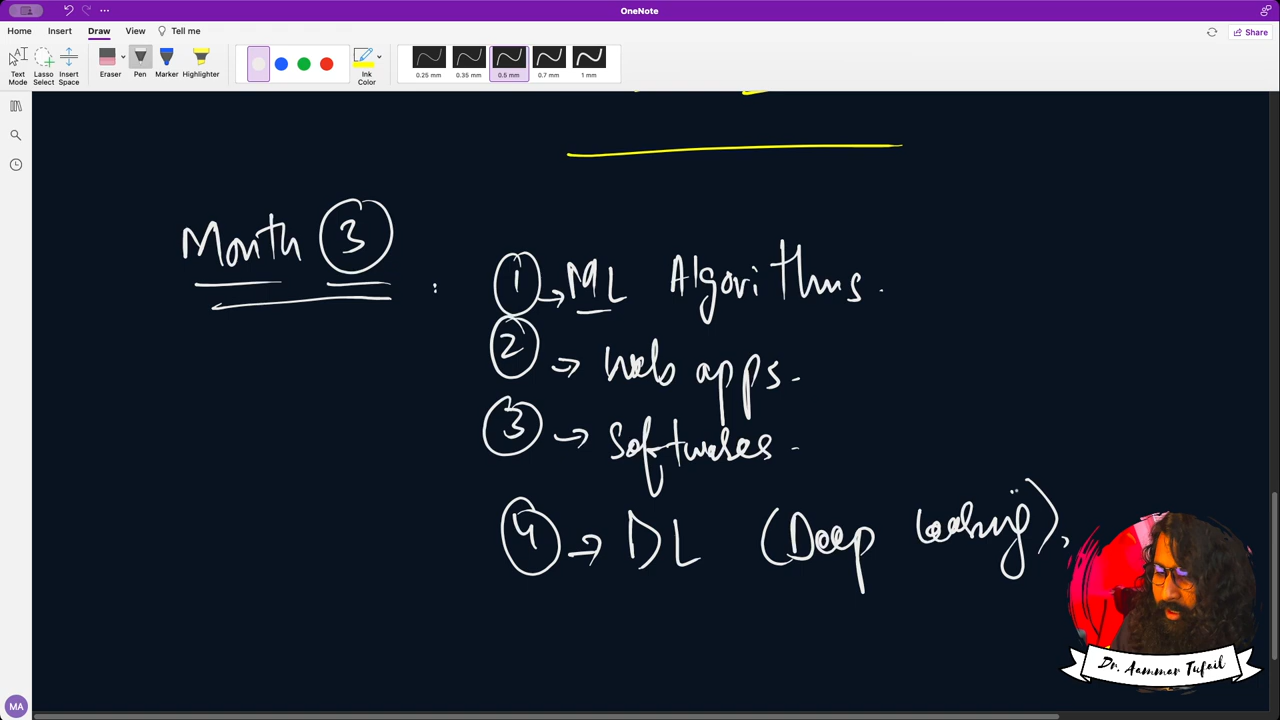 OneNote
Home Insert Draw View Tell me
Share
Text Mode
Lasso Select
Insert Space
Eraser
Pen
Marker
Highlighter
Ink Color
0.25 mm
0.35 mm
0.5 mm
0.7 mm
1 mm
Month 3 :
1 → ML Algorithms.
2 → Web apps.
3 → Softwares.
4 → DL (Deep Learning),
Dr. Aammar Tufail
MA